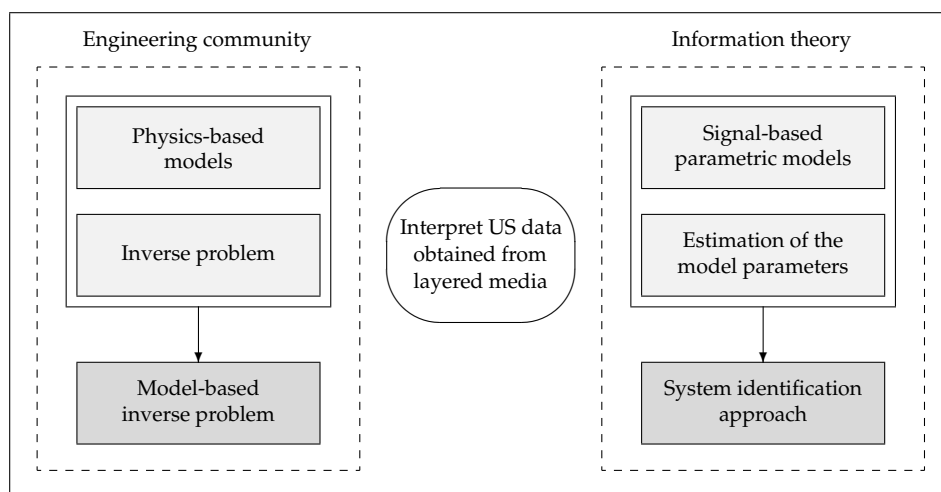 Engineering community
Physics-based
models
Inverse problem
Model-based
inverse problem
Interpret US data
obtained from
layered media
Information theory
Signal-based
parametric models
Estimation of the
model parameters
System identification
approach